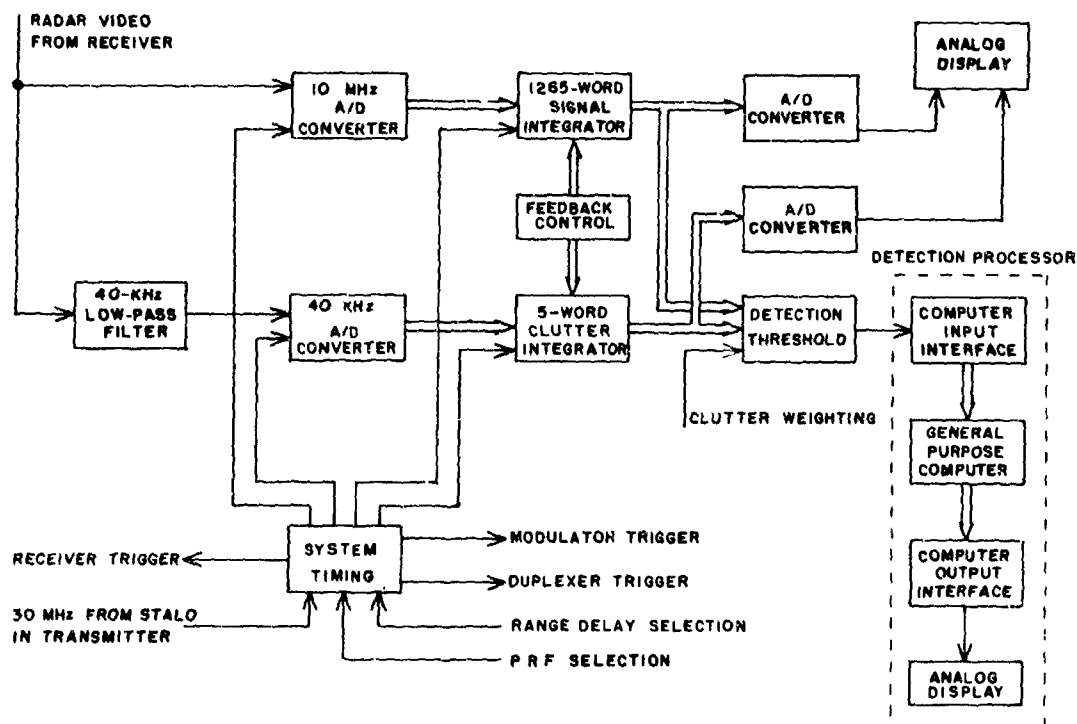 RADAR VIDEO
FROM RECEIVER
10 MHz
A/D
CONVERTER
1265-WORD
SIGNAL
INTEGRATOR
A/D
CONVERTER
ANALOG
DISPLAY
FEEDBACK
CONTROL
A/D
CONVERTER
DETECTION PROCESSOR
40-KHz
LOW-PASS
FILTER
40 KHz
A/D
CONVERTER
5-WORD
CLUTTER
INTEGRATOR
DETECTION
THRESHOLD
COMPUTER
INPUT
INTERFACE
CLUTTER WEIGHTING
GENERAL
PURPOSE
COMPUTER
SYSTEM
TIMING
RECEIVER TRIGGER
MODULATOR TRIGGER
DUPLEXER TRIGGER
COMPUTER
OUTPUT
INTERFACE
30 MHz FROM STALO
IN TRANSMITTER
RANGE DELAY SELECTION
PRF SELECTION
ANALOG
DISPLAY